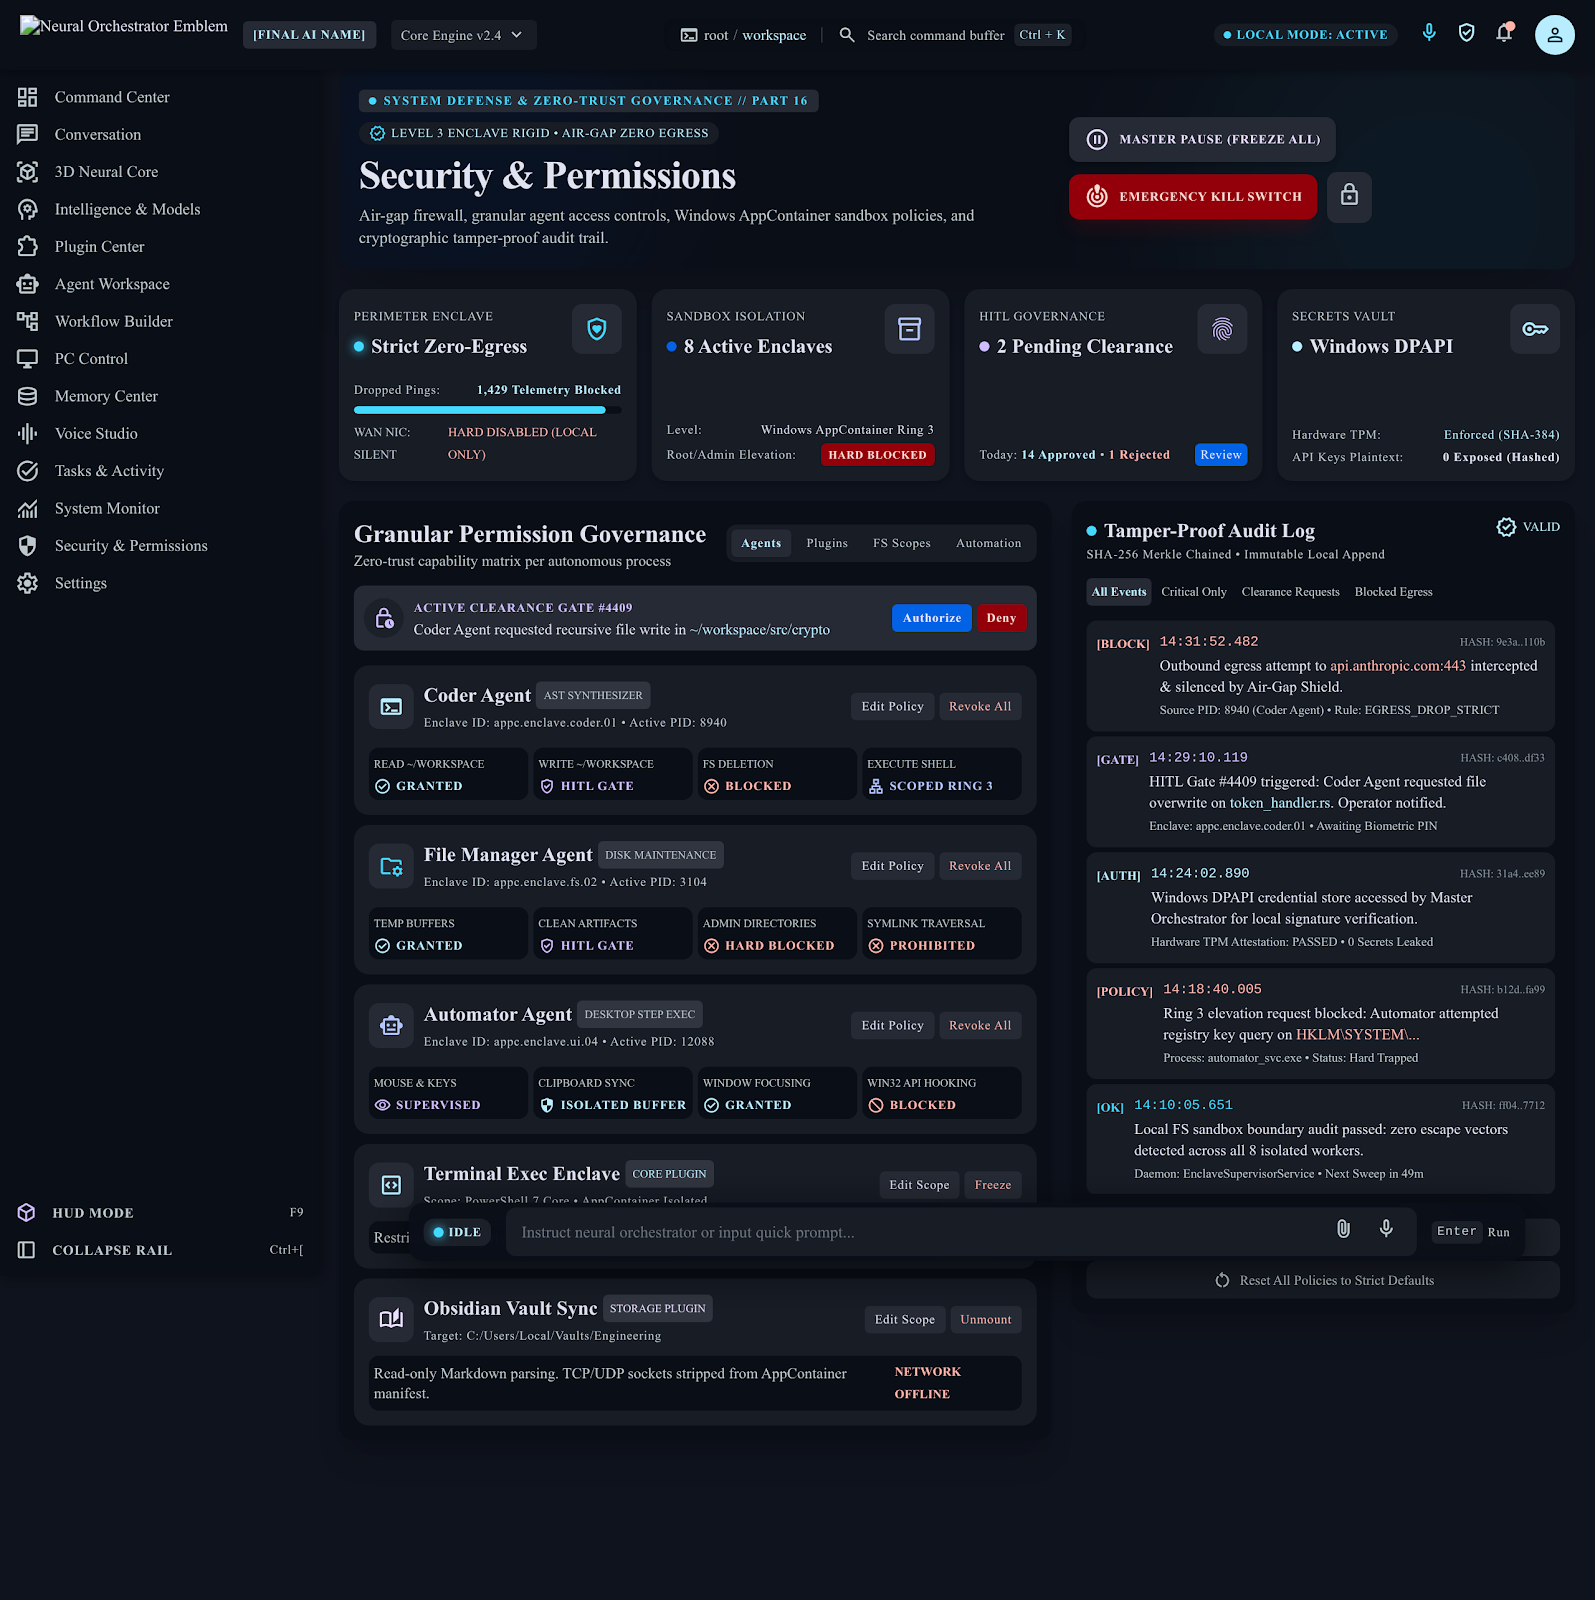 Neural Orchestrator Emblem
[FINAL AI NAME]
Core Engine v2.4
root / workspace
Search command buffer
Ctrl + K
LOCAL MODE: ACTIVE
Command Center
Conversation
3D Neural Core
Intelligence & Models
Plugin Center
Agent Workspace
Workflow Builder
PC Control
Memory Center
Voice Studio
Tasks & Activity
System Monitor
Security & Permissions
Settings
HUD MODE F9
COLLAPSE RAIL Ctrl+[
SYSTEM DEFENSE & ZERO-TRUST GOVERNANCE // PART 16
LEVEL 3 ENCLAVE RIGID • AIR-GAP ZERO EGRESS
Security & Permissions
Air-gap firewall, granular agent access controls, Windows AppContainer sandbox policies, and
cryptographic tamper-proof audit trail.
MASTER PAUSE (FREEZE ALL)
EMERGENCY KILL SWITCH
PERIMETER ENCLAVE
Strict Zero-Egress
Dropped Pings: 1,429 Telemetry Blocked
WAN NIC: HARD DISABLED (LOCAL
SILENT ONLY)
SANDBOX ISOLATION
8 Active Enclaves
Level: Windows AppContainer Ring 3
Root/Admin Elevation: HARD BLOCKED
HITL GOVERNANCE
2 Pending Clearance
Today: 14 Approved • 1 Rejected Review
SECRETS VAULT
Windows DPAPI
Hardware TPM: Enforced (SHA-384)
API Keys Plaintext: 0 Exposed (Hashed)
Granular Permission Governance
Zero-trust capability matrix per autonomous process
Agents Plugins FS Scopes Automation
ACTIVE CLEARANCE GATE #4409
Coder Agent requested recursive file write in ~/workspace/src/crypto
Authorize Deny
Coder Agent AST SYNTHESIZER
Enclave ID: appc.enclave.coder.01 • Active PID: 8940
Edit Policy Revoke All
READ ~/WORKSPACE
GRANTED
WRITE ~/WORKSPACE
HITL GATE
FS DELETION
BLOCKED
EXECUTE SHELL
SCOPED RING 3
File Manager Agent DISK MAINTENANCE
Enclave ID: appc.enclave.fs.02 • Active PID: 3104
Edit Policy Revoke All
TEMP BUFFERS
GRANTED
CLEAN ARTIFACTS
HITL GATE
ADMIN DIRECTORIES
HARD BLOCKED
SYMLINK TRAVERSAL
PROHIBITED
Automator Agent DESKTOP STEP EXEC
Enclave ID: appc.enclave.ui.04 • Active PID: 12088
Edit Policy Revoke All
MOUSE & KEYS
SUPERVISED
CLIPBOARD SYNC
ISOLATED BUFFER
WINDOW FOCUSING
GRANTED
WIN32 API HOOKING
BLOCKED
Terminal Exec Enclave CORE PLUGIN
Scope: PowerShell 7 Core • AppContainer Isolated
Edit Scope Freeze
Restri
IDLE
Instruct neural orchestrator or input quick prompt...
Enter Run
Obsidian Vault Sync STORAGE PLUGIN
Target: C:/Users/Local/Vaults/Engineering
Edit Scope Unmount
Read-only Markdown parsing. TCP/UDP sockets stripped from AppContainer
manifest.
NETWORK
OFFLINE
Tamper-Proof Audit Log
VALID
SHA-256 Merkle Chained • Immutable Local Append
All Events Critical Only Clearance Requests Blocked Egress
[BLOCK] 14:31:52.482 HASH: 9e3a..110b
Outbound egress attempt to api.anthropic.com:443 intercepted
& silenced by Air-Gap Shield.
Source PID: 8940 (Coder Agent) • Rule: EGRESS_DROP_STRICT
[GATE] 14:29:10.119 HASH: c408..df33
HITL Gate #4409 triggered: Coder Agent requested file
overwrite on token_handler.rs. Operator notified.
Enclave: appc.enclave.coder.01 • Awaiting Biometric PIN
[AUTH] 14:24:02.890 HASH: 31a4..ee89
Windows DPAPI credential store accessed by Master
Orchestrator for local signature verification.
Hardware TPM Attestation: PASSED • 0 Secrets Leaked
[POLICY] 14:18:40.005 HASH: b12d..fa99
Ring 3 elevation request blocked: Automator attempted
registry key query on HKLM\SYSTEM\...
Process: automator_svc.exe • Status: Hard Trapped
[OK] 14:10:05.651 HASH: ff04..7712
Local FS sandbox boundary audit passed: zero escape vectors
detected across all 8 isolated workers.
Daemon: EnclaveSupervisorService • Next Sweep in 49m
Reset All Policies to Strict Defaults